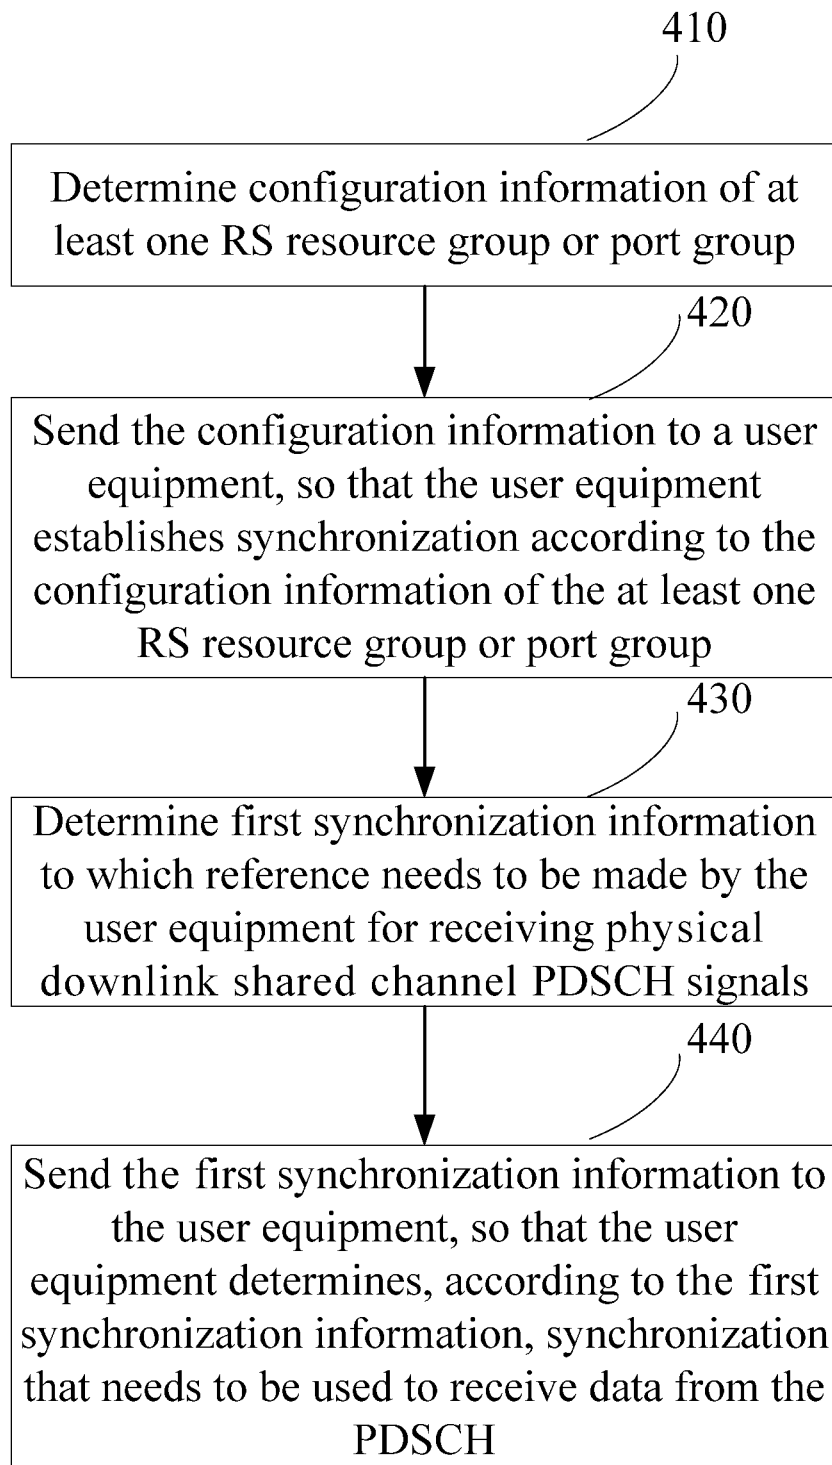 410
Determine configuration information of at
least one RS resource group or port group
420
Send the configuration information to a user
equipment, so that the user equipment
establishes synchronization according to the
configuration information of the at least one
RS resource group or port group
430
Determine first synchronization information
to which reference needs to be made by the
user equipment for receiving physical
downlink shared channel PDSCH signals
440
Send the first synchronization information to
the user equipment, so that the user
equipment determines, according to the first
synchronization information, synchronization
that needs to be used to receive data from the
PDSCH